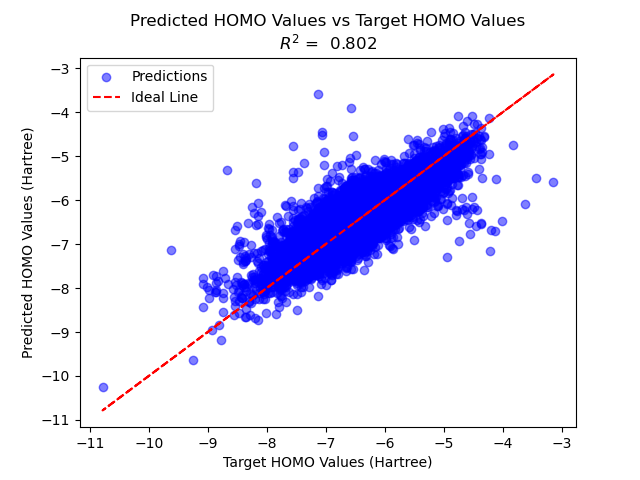 Predicted HOMO Values vs Target HOMO Values
$R^2$ = 0.802
Predictions
Ideal Line
Predicted HOMO Values (Hartree)
−3
−4
−5
−6
−7
−8
−9
−10
−11
−11 −10 −9 −8 −7 −6 −5 −4 −3
Target HOMO Values (Hartree)